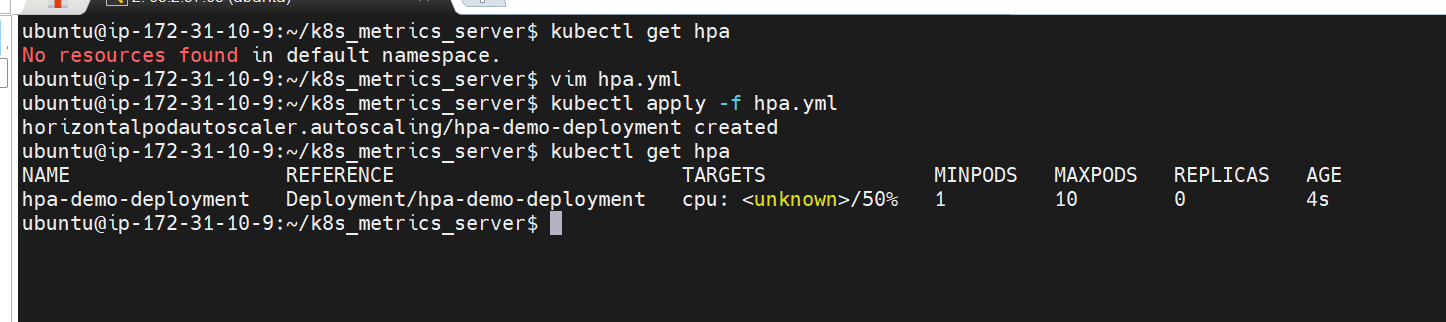 ubuntu@ip-172-31-10-9:~/k8s_metrics_server$ kubectl get hpa
No resources found in default namespace.
ubuntu@ip-172-31-10-9:~/k8s_metrics_server$ vim hpa.yml
ubuntu@ip-172-31-10-9:~/k8s_metrics_server$ kubectl apply -f hpa.yml
horizontalpodautoscaler.autoscaling/hpa-demo-deployment created
ubuntu@ip-172-31-10-9:~/k8s_metrics_server$ kubectl get hpa
NAME REFERENCE TARGETS MINPODS MAXPODS REPLICAS AGE
hpa-demo-deployment Deployment/hpa-demo-deployment cpu: <unknown>/50% 1 10 0 4s
ubuntu@ip-172-31-10-9:~/k8s_metrics_server$